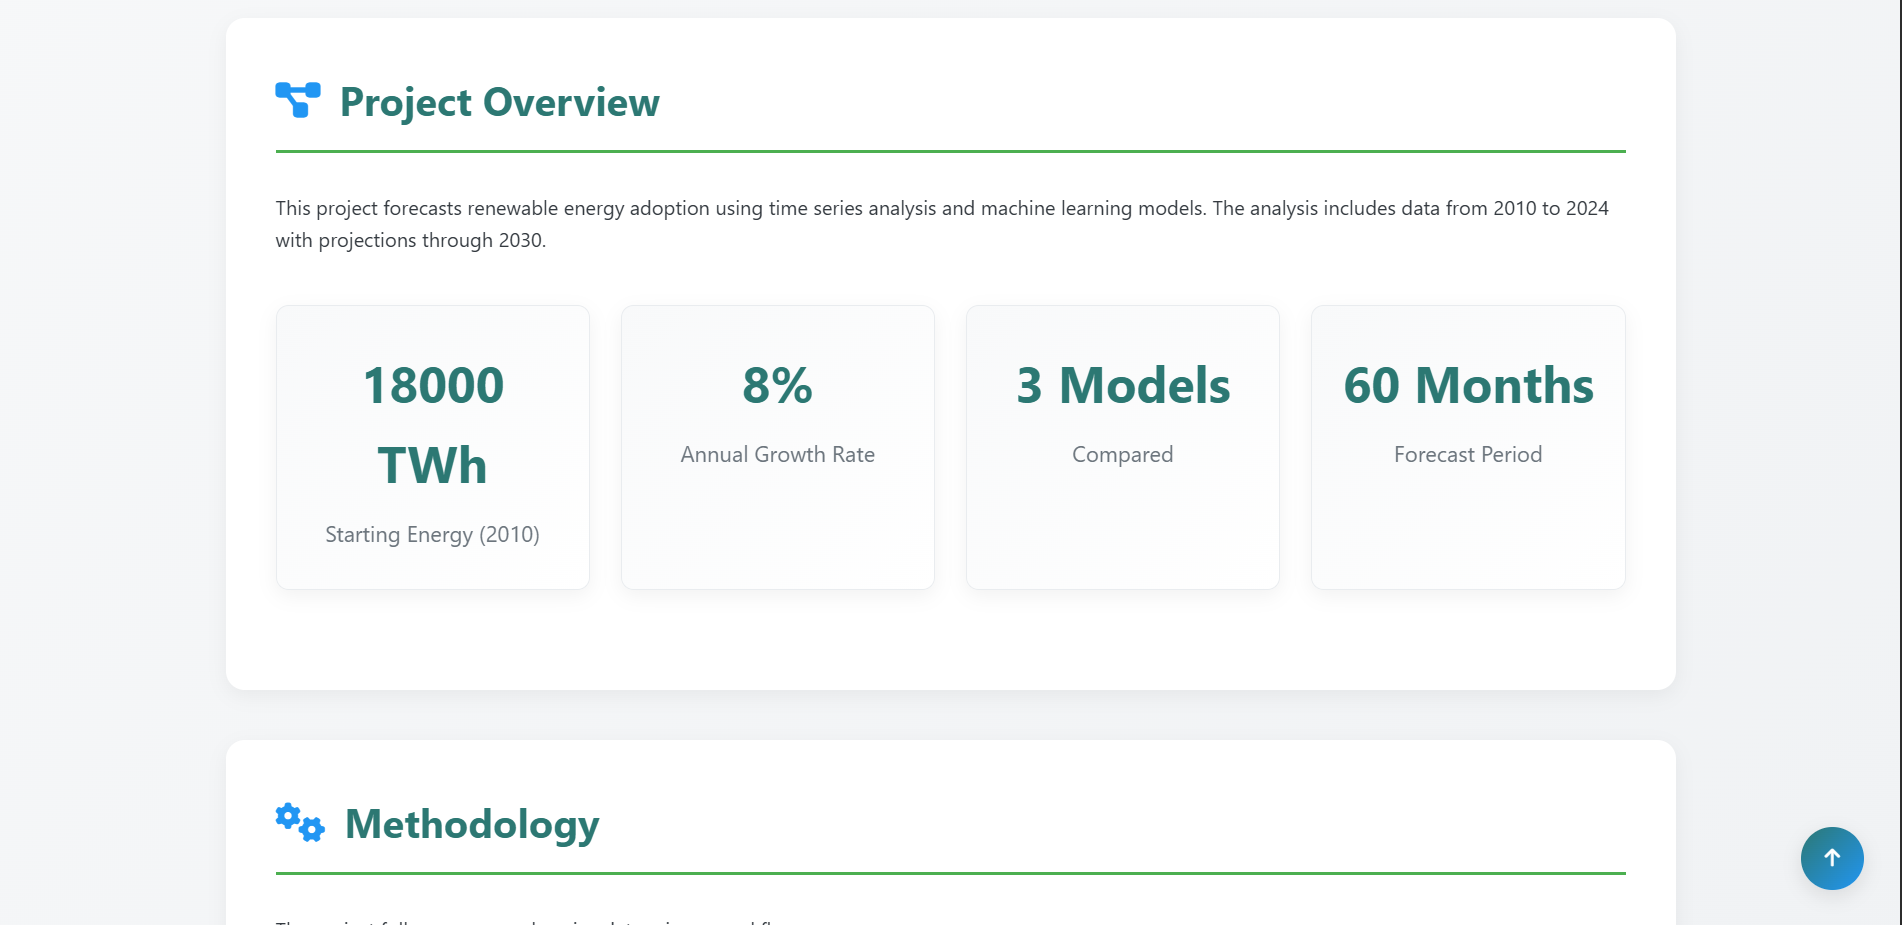 Project Overview
This project forecasts renewable energy adoption using time series analysis and machine learning models. The analysis includes data from 2010 to 2024
with projections through 2030.
18000
TWh
Starting Energy (2010)
8%
Annual Growth Rate
3 Models
Compared
60 Months
Forecast Period
Methodology